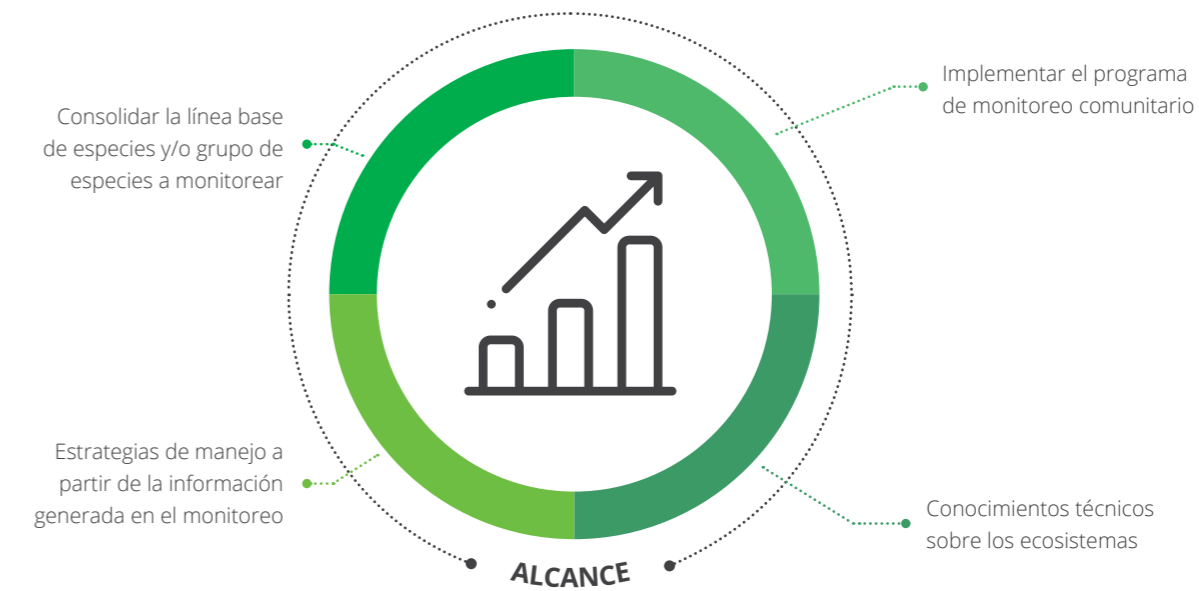 Consolidar la línea base
de especies y/o grupo de
especies a monitorear
Implementar el programa
de monitoreo comunitario
Estrategias de manejo a
partir de la información
generada en el monitoreo
Conocimientos técnicos
sobre los ecosistemas
ALCANCE